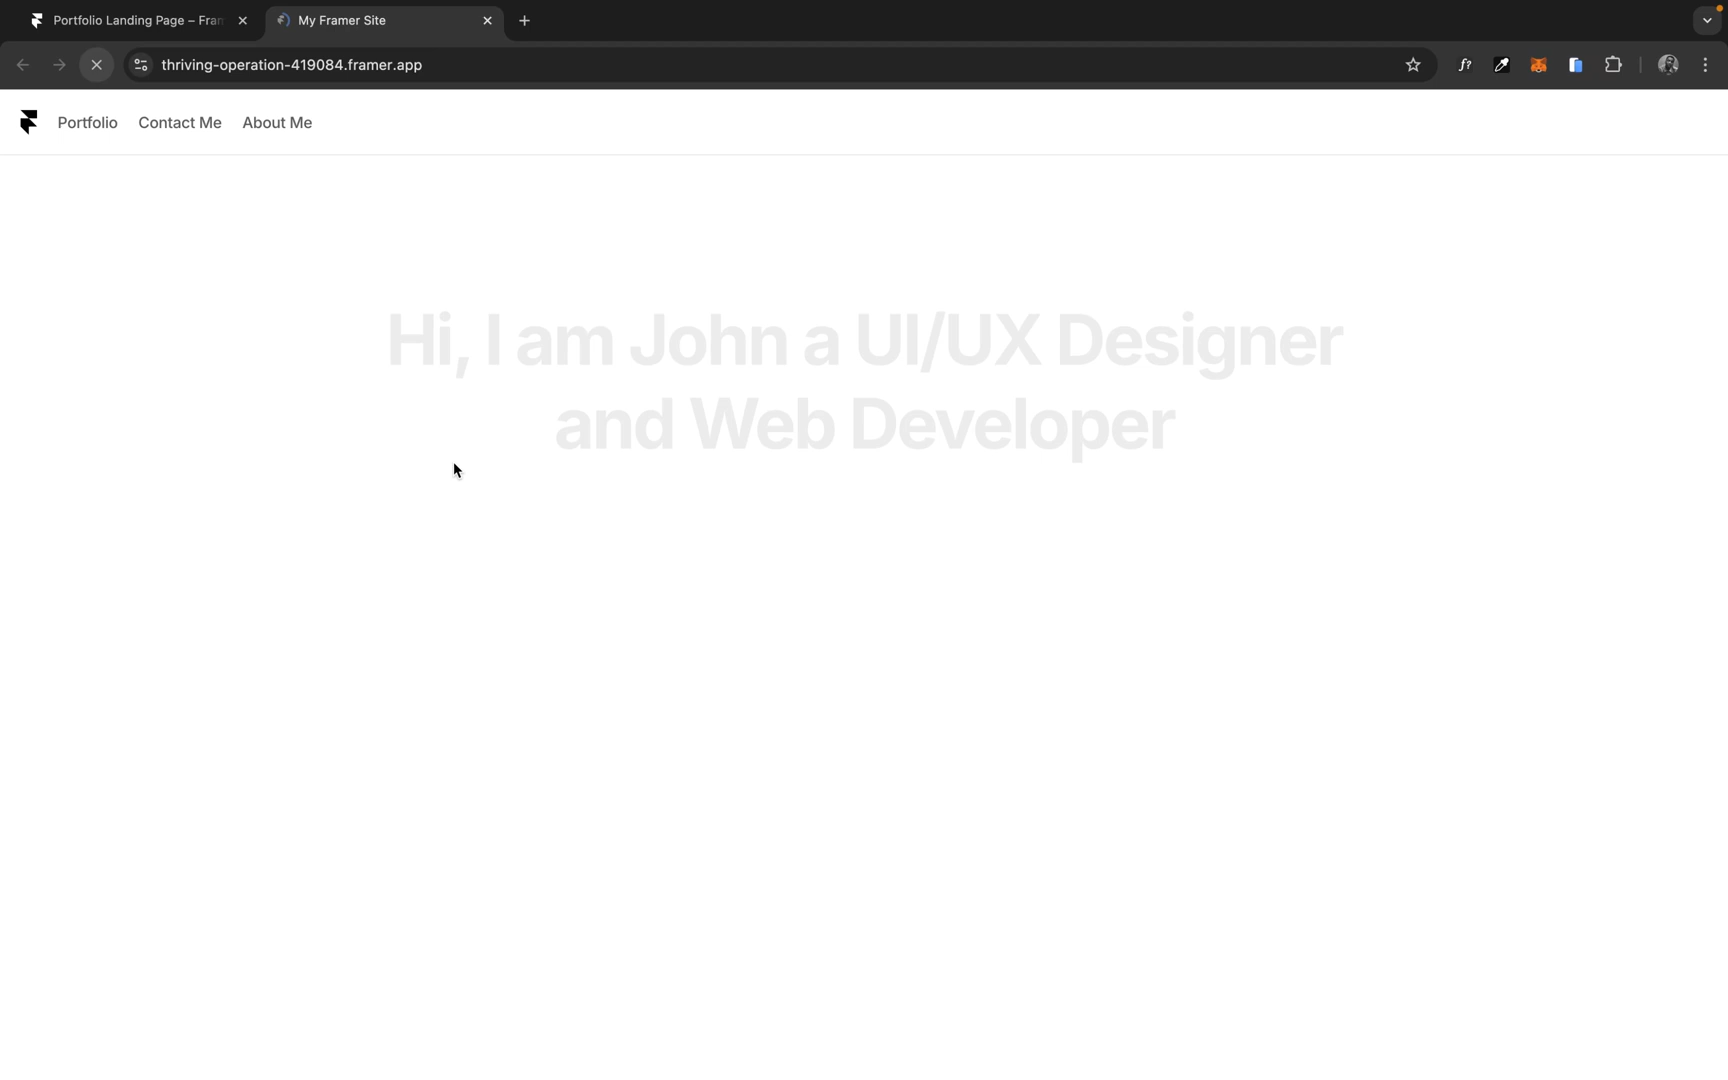 Portfolio Landing Page – Fran
My Framer Site
thriving-operation-419084.framer.app
f?
Portfolio
Contact Me
About Me
Hi, I am John a UI/UX Designer
and Web Developer